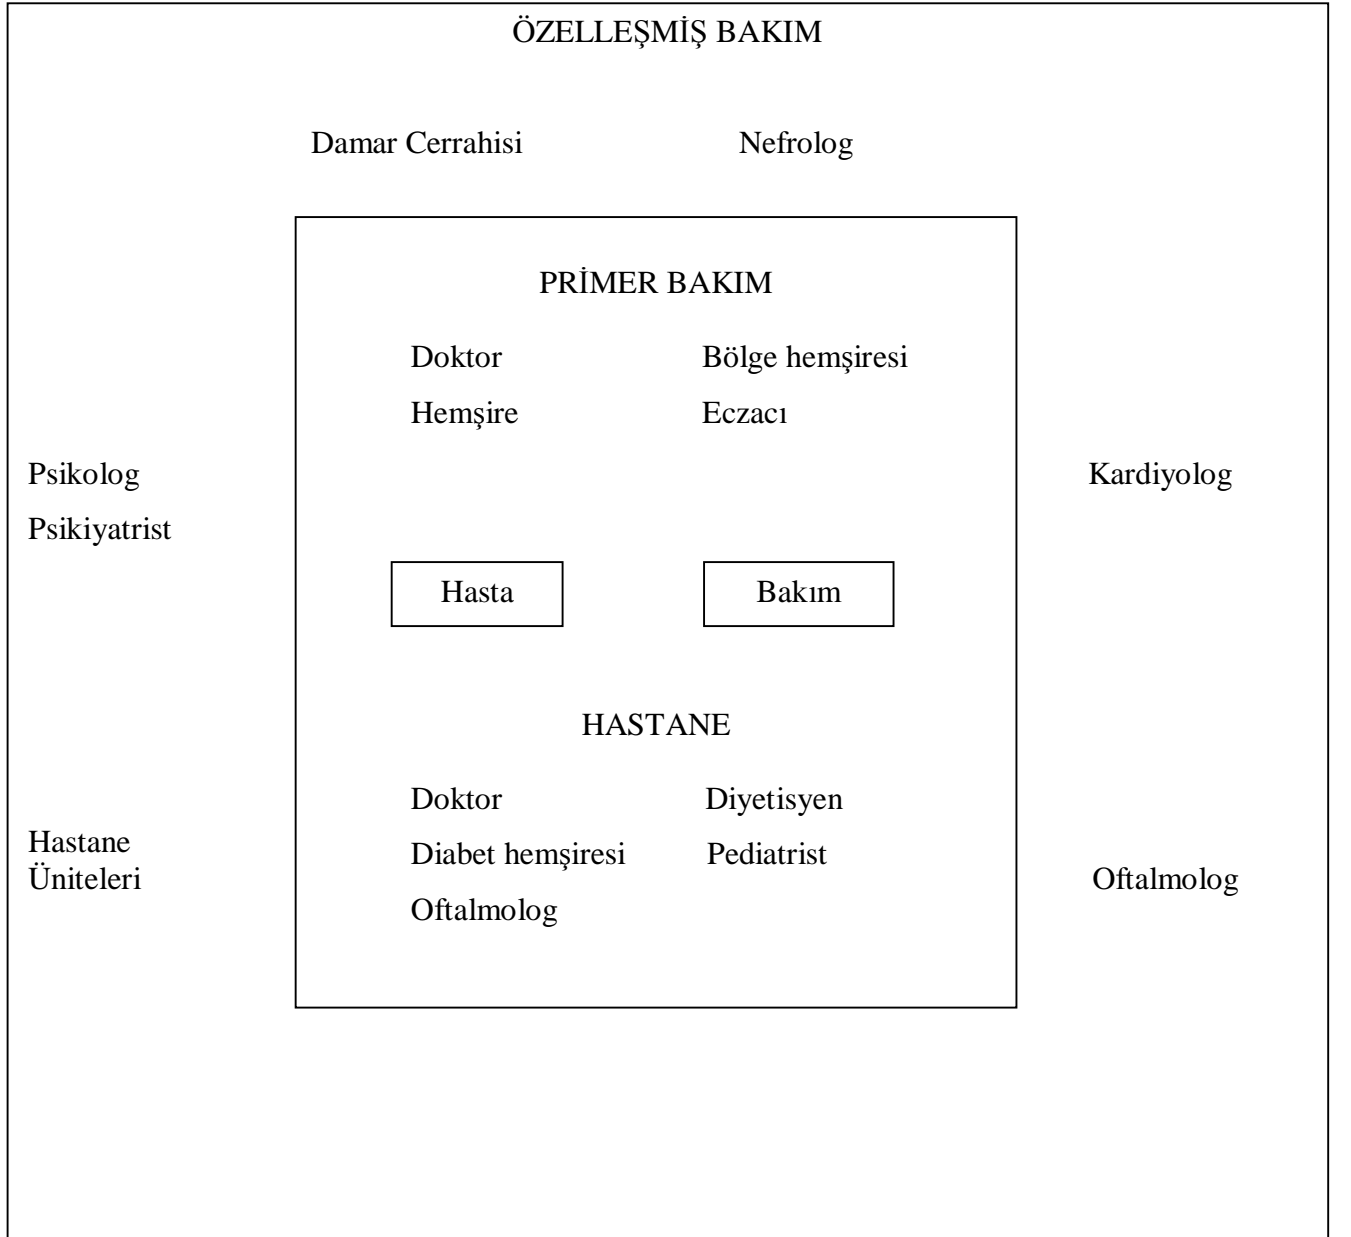 ÖZELLEŞMİŞ BAKIM
Damar Cerrahisi Nefrolog
PRİMER BAKIM
Doktor Bölge hemşiresi
Hemşire Eczacı
Psikolog Kardiyolog
Psikiyatrist
Hasta Bakım
HASTANE
Doktor Diyetisyen
Hastane
Diabet hemşiresi Pediatrist
Üniteleri Oftalmolog
Oftalmolog